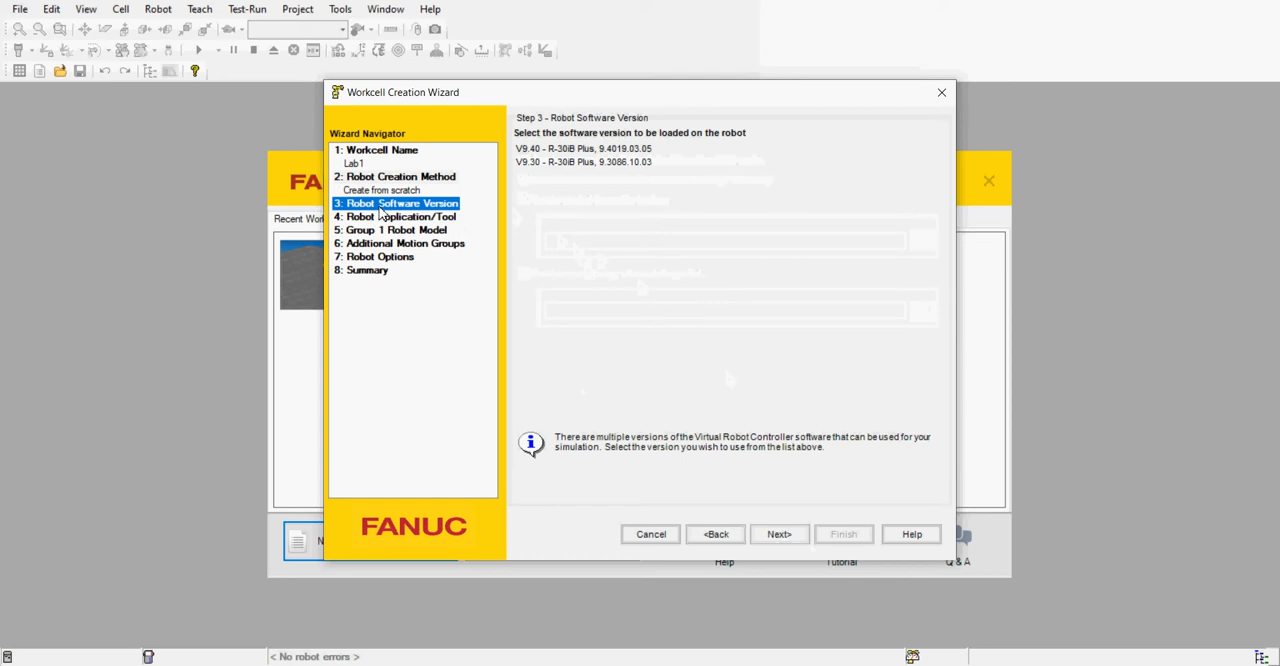 File Edit View Cell Robot Teach Test-Run Project Tools Window Help
Workcell Creation Wizard
Wizard Navigator
1: Workcell Name
Lab1
2: Robot Creation Method
Create from scratch
3: Robot Software Version
4: Robot Application/Tool
5: Group 1 Robot Model
6: Additional Motion Groups
7: Robot Options
8: Summary
FANUC
Step 3 - Robot Software Version
Select the software version to be loaded on the robot
V9.40 - R-30iB Plus, 9.4019.03.05
V9.30 - R-30iB Plus, 9.3086.10.03
There are multiple versions of the Virtual Robot Controller software that can be used for your
simulation. Select the version you wish to use from the list above.
Cancel <Back Next> Finish Help
FA
Recent Wor
N
Help Tutorial Q & A
< No robot errors >